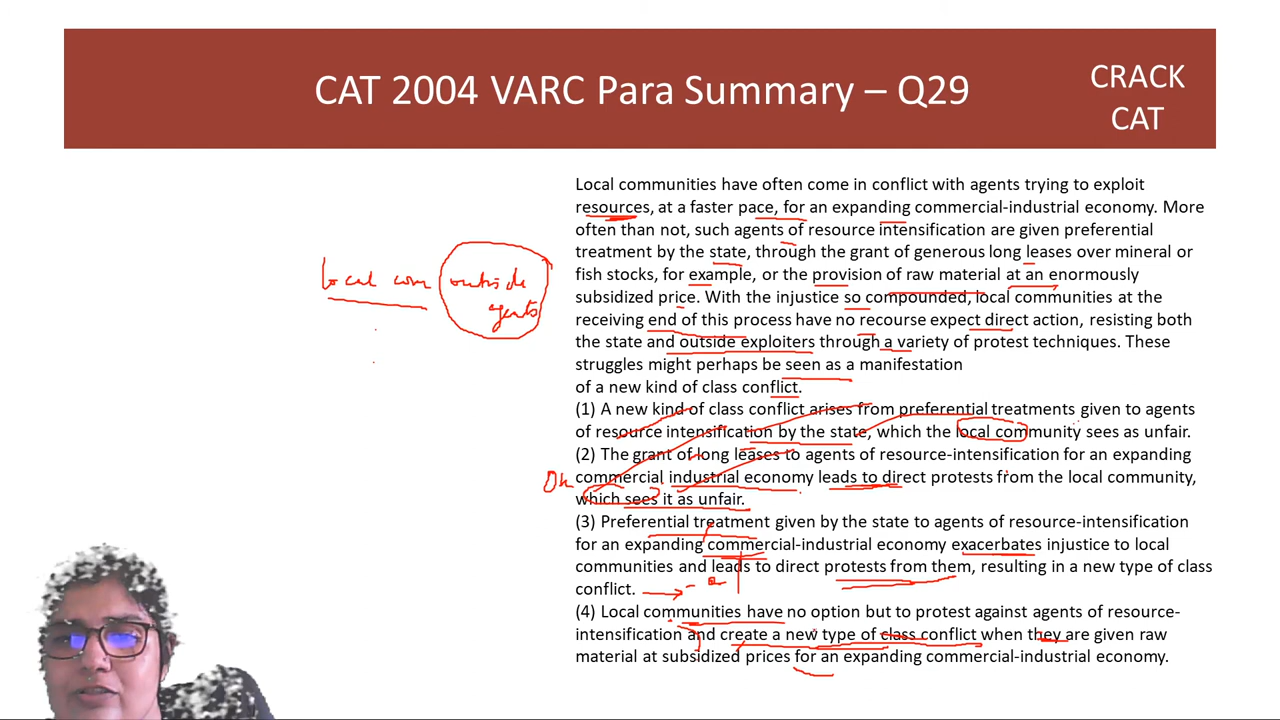 CAT 2004 VARC Para Summary – Q29
CRACK
CAT
Local communities have often come in conflict with agents trying to exploit
resources, at a faster pace, for an expanding commercial-industrial economy. More
often than not, such agents of resource intensification are given preferential
treatment by the state, through the grant of generous long leases over mineral or
fish stocks, for example, or the provision of raw material at an enormously
subsidized price. With the injustice so compounded, local communities at the
receiving end of this process have no recourse expect direct action, resisting both
the state and outside exploiters through a variety of protest techniques. These
struggles might perhaps be seen as a manifestation
of a new kind of class conflict.
(1) A new kind of class conflict arises from preferential treatments given to agents
of resource intensification by the state, which the local community sees as unfair.
(2) The grant of long leases to agents of resource-intensification for an expanding
commercial industrial economy leads to direct protests from the local community,
which sees it as unfair.
(3) Preferential treatment given by the state to agents of resource-intensification
for an expanding commercial-industrial economy exacerbates injustice to local
communities and leads to direct protests from them, resulting in a new type of class
conflict.
(4) Local communities have no option but to protest against agents of resource-
intensification and create a new type of class conflict when they are given raw
material at subsidized prices for an expanding commercial-industrial economy.
local com outside
agents